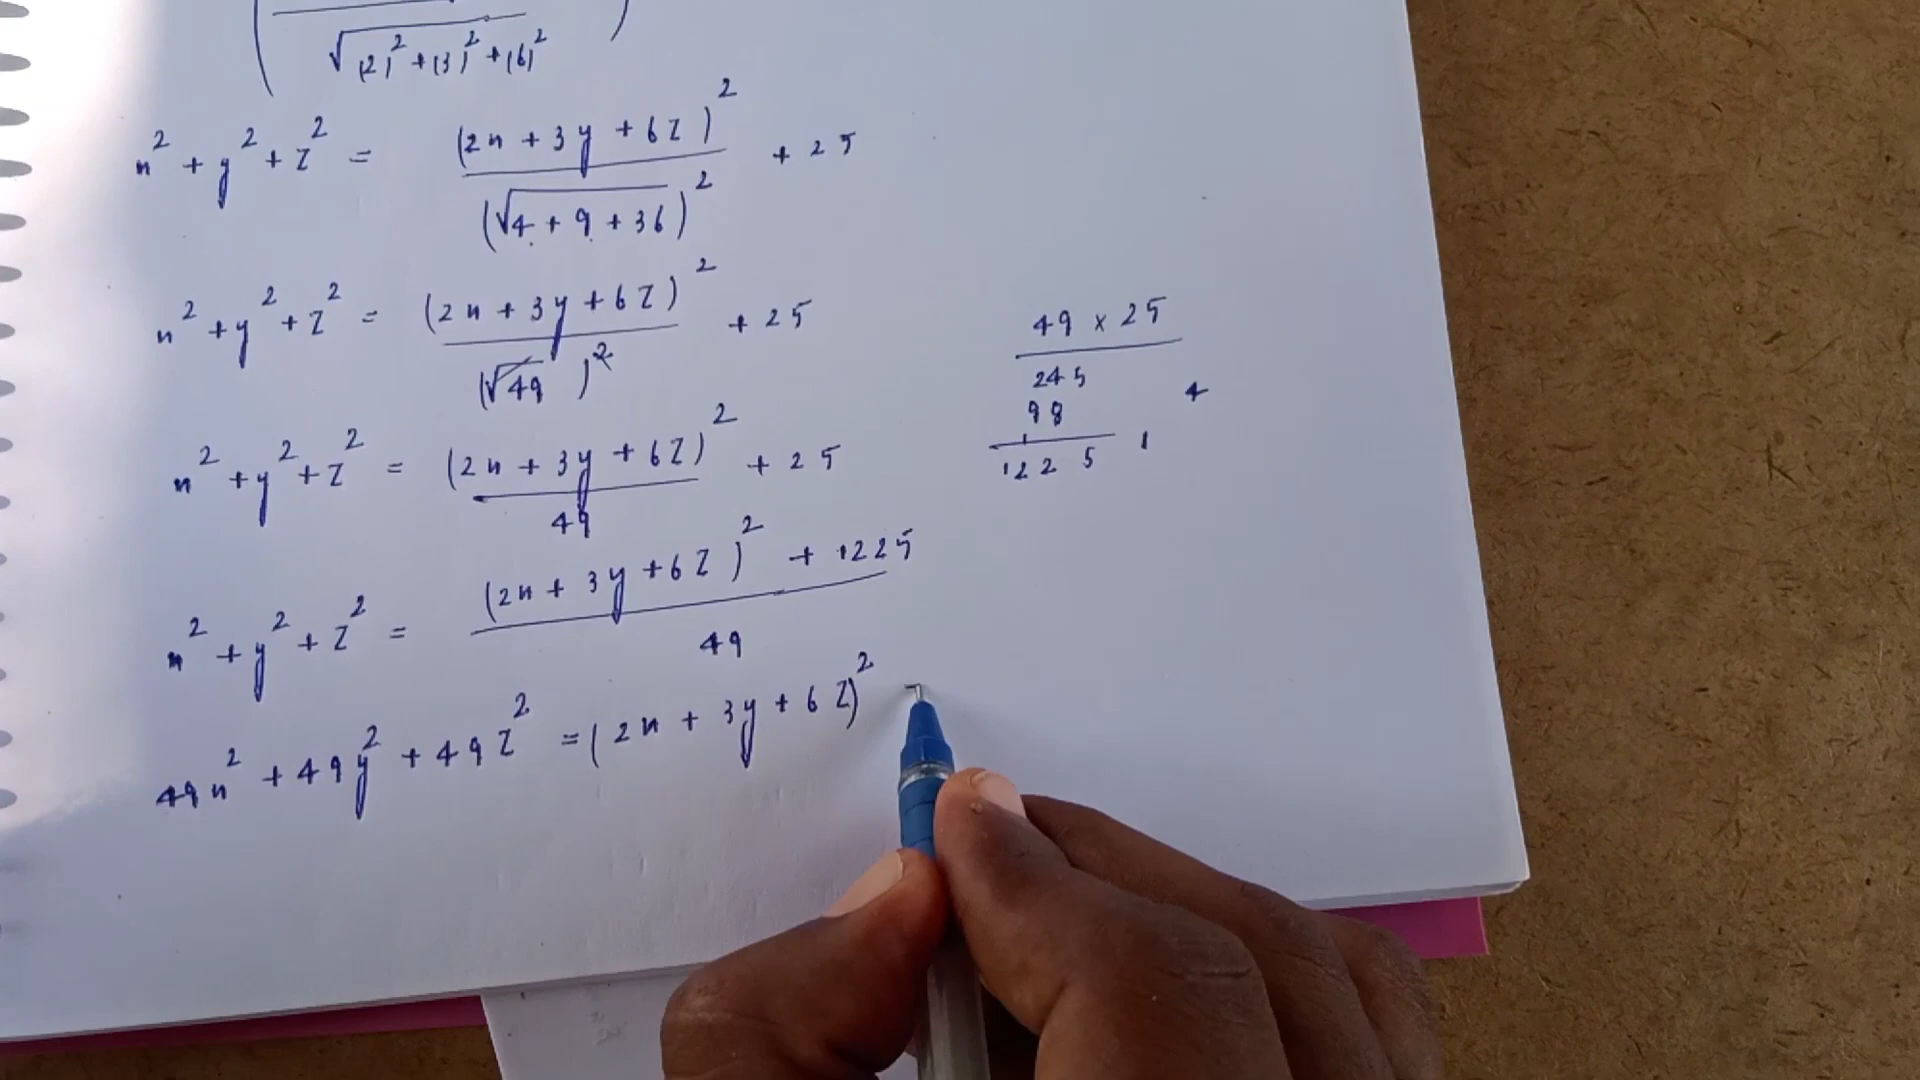 √(2)² + (3)² + (6)²
x² + y² + z² = (2x + 3y + 6z)² / (√4 + 9 + 36)² + 25
x² + y² + z² = (2x + 3y + 6z)² / (√49)² + 25
x² + y² + z² = (2x + 3y + 6z)² / 49 + 25
x² + y² + z² = (2x + 3y + 6z)² + 1225 / 49
49x² + 49y² + 49z² = (2x + 3y + 6z)²
49 × 25
245
98
1
1225
4
1